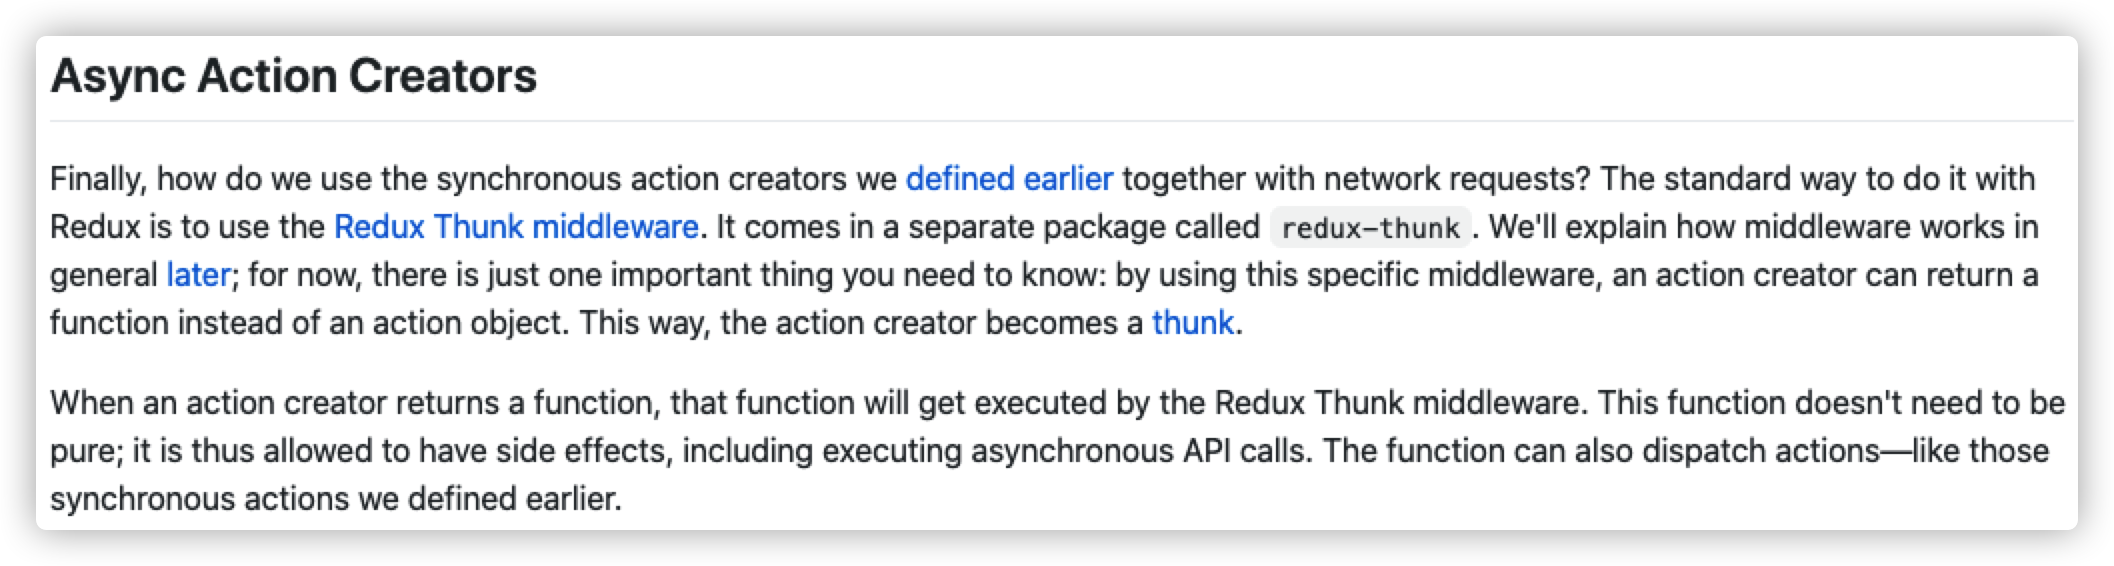 Async Action Creators
Finally, how do we use the synchronous action creators we defined earlier together with network requests? The standard way to do it with
Redux is to use the Redux Thunk middleware. It comes in a separate package called redux-thunk. We'll explain how middleware works in
general later; for now, there is just one important thing you need to know: by using this specific middleware, an action creator can return a
function instead of an action object. This way, the action creator becomes a thunk.
When an action creator returns a function, that function will get executed by the Redux Thunk middleware. This function doesn't need to be
pure; it is thus allowed to have side effects, including executing asynchronous API calls. The function can also dispatch actions—like those
synchronous actions we defined earlier.